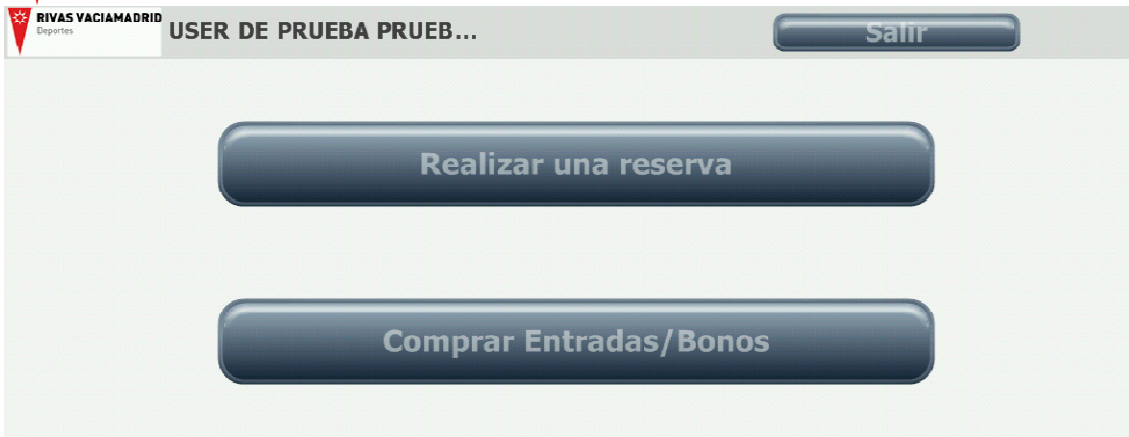 RIVAS VACIAMADRID
Deportes
USER DE PRUEBA PRUEB...
Salir
Realizar una reserva
Comprar Entradas/Bonos